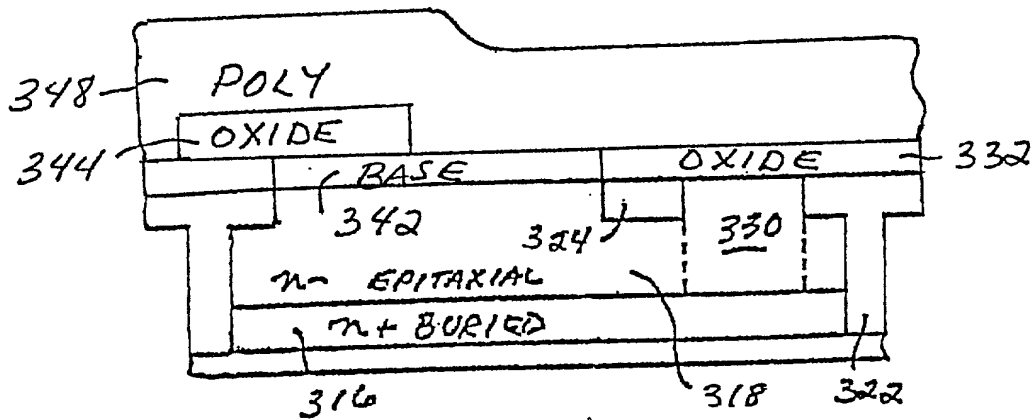 348
POLY
344
OXIDE
BASE
OXIDE
332
342
324
330
n- EPITAXIAL
n+ BURIED
316
318
322